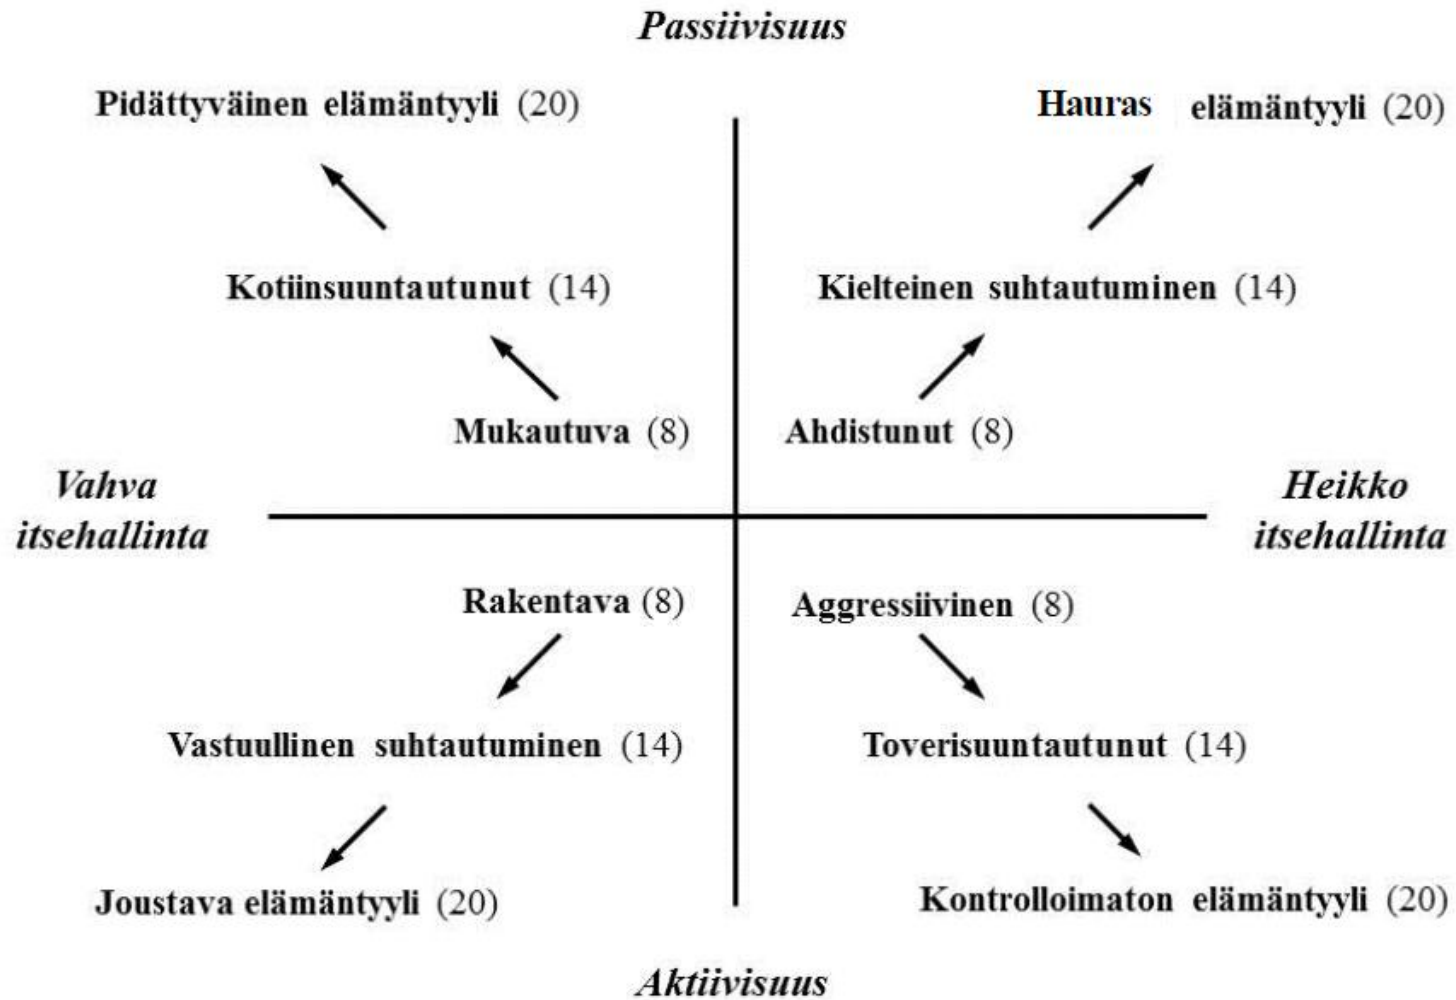 Passiivisuus
Pidättyväinen elämäntyyli (20)
Hauras elämäntyyli (20)
Kotiinsuuntautunut (14)
Kielteinen suhtautuminen (14)
Mukautuva (8)
Ahdistunut (8)
Vahva
itsehallinta
Heikko
itsehallinta
Rakentava (8)
Aggressiivinen (8)
Vastuullinen suhtautuminen (14)
Toverisuuntautunut (14)
Joustava elämäntyyli (20)
Kontrolloimaton elämäntyyli (20)
Aktiivisuus